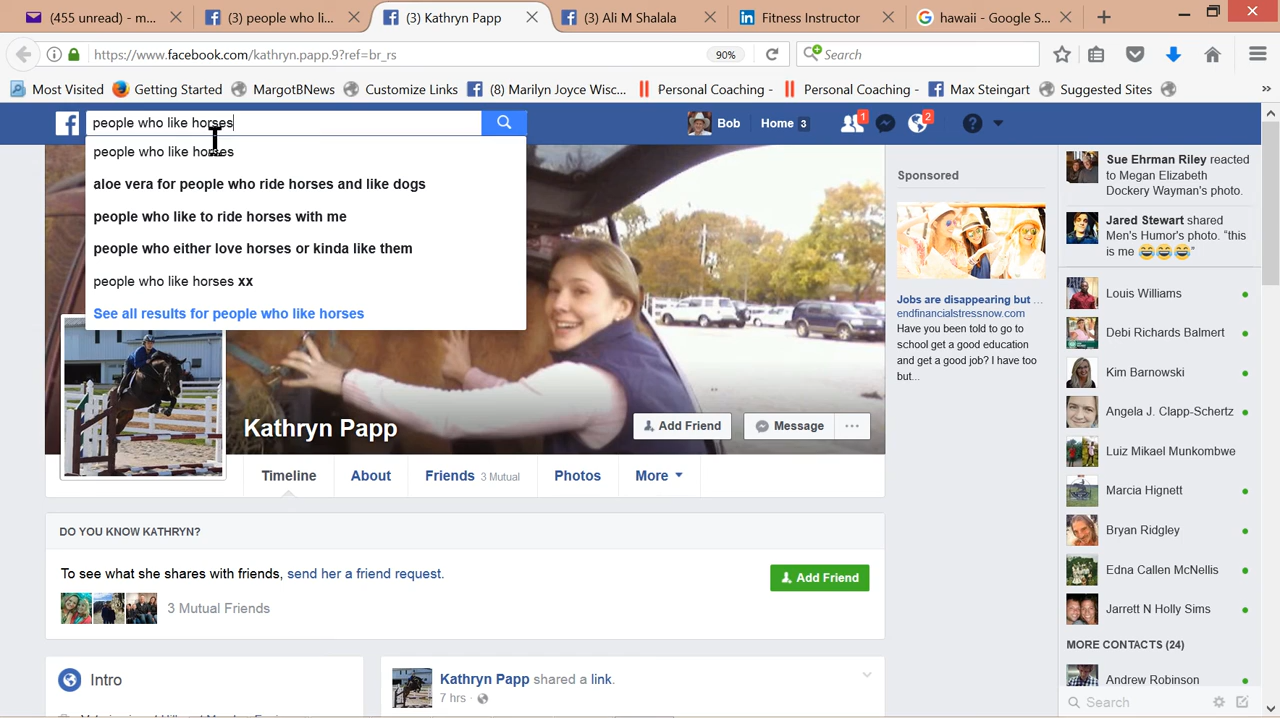 (455 unread) - m...
(3) people who li...
(3) Kathryn Papp
(3) Ali M Shalala
Fitness Instructor
hawaii - Google S...
https://www.facebook.com/kathryn.papp.9?ref=br_rs
90%
Search
Most Visited
Getting Started
MargotBNews
Customize Links
(8) Marilyn Joyce Wisc...
Personal Coaching -
Personal Coaching -
Max Steingart
Suggested Sites
people who like horses
Bob
Home 3
1
2
people who like horses
aloe vera for people who ride horses and like dogs
people who like to ride horses with me
people who either love horses or kinda like them
people who like horses xx
See all results for people who like horses
Kathryn Papp
Add Friend
Message
Timeline
About
Friends 3 Mutual
Photos
More
DO YOU KNOW KATHRYN?
To see what she shares with friends, send her a friend request.
Add Friend
3 Mutual Friends
Intro
Kathryn Papp shared a link.
7 hrs
Sponsored
Jobs are disappearing but ...
endfinancialstressnow.com
Have you been told to go to
school get a good education
and get a good job? I have too
but...
Sue Ehrman Riley reacted
to Megan Elizabeth
Dockery Wayman's photo.
Jared Stewart shared
Men's Humor's photo. "this
is me 😅😅😅"
Louis Williams
Debi Richards Balmert
Kim Barnowski
Angela J. Clapp-Schertz
Luiz Mikael Munkombwe
Marcia Hignett
Bryan Ridgley
Edna Callen McNellis
Jarrett N Holly Sims
MORE CONTACTS (24)
Andrew Robinson
Search